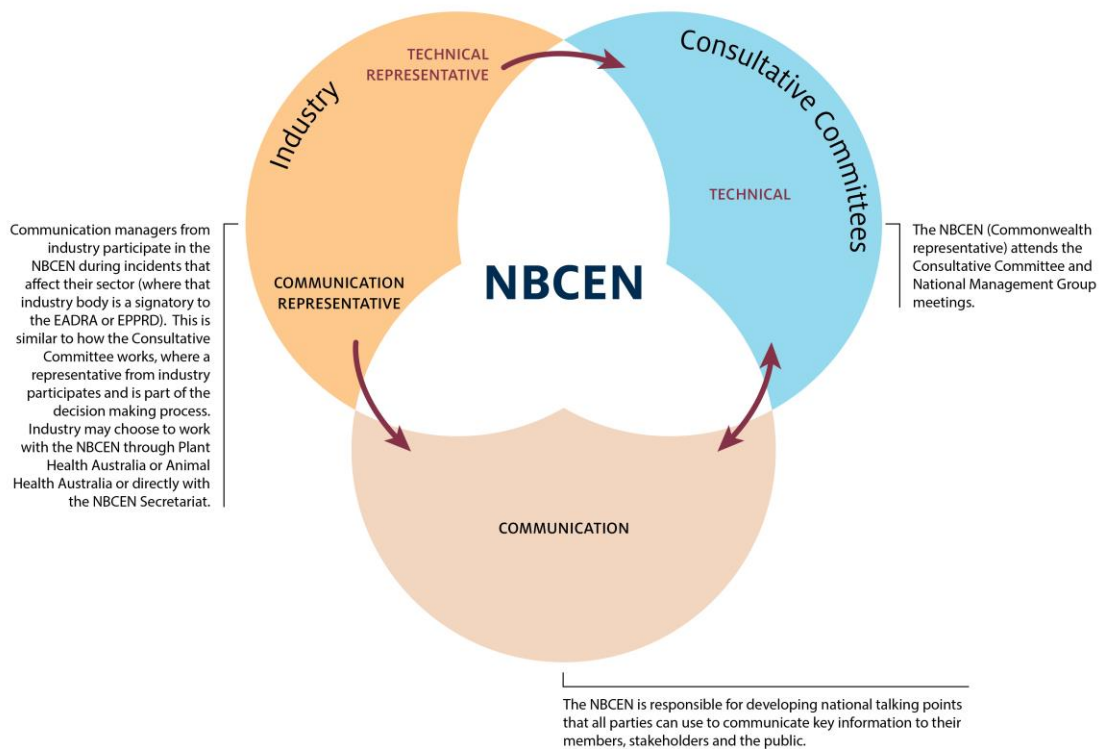 TECHNICAL
REPRESENTATIVE
Industry
Consultative Committees
TECHNICAL
Communication managers from
industry participate in the
NBCEN during incidents that
affect their sector (where that
industry body is a signatory to
the EADRA or EPPRD).  This is
similar to how the Consultative
Committee works, where a
representative from industry
participates and is part of the
decision making process.
Industry may choose to work
with the NBCEN through Plant
Health Australia or Animal
Health Australia or directly with
the NBCEN Secretariat.
COMMUNICATION
REPRESENTATIVE
NBCEN
The NBCEN (Commonwealth
representative) attends the
Consultative Committee and
National Management Group
meetings.
COMMUNICATION
The NBCEN is responsible for developing national talking points
that all parties can use to communicate key information to their
members, stakeholders and the public.